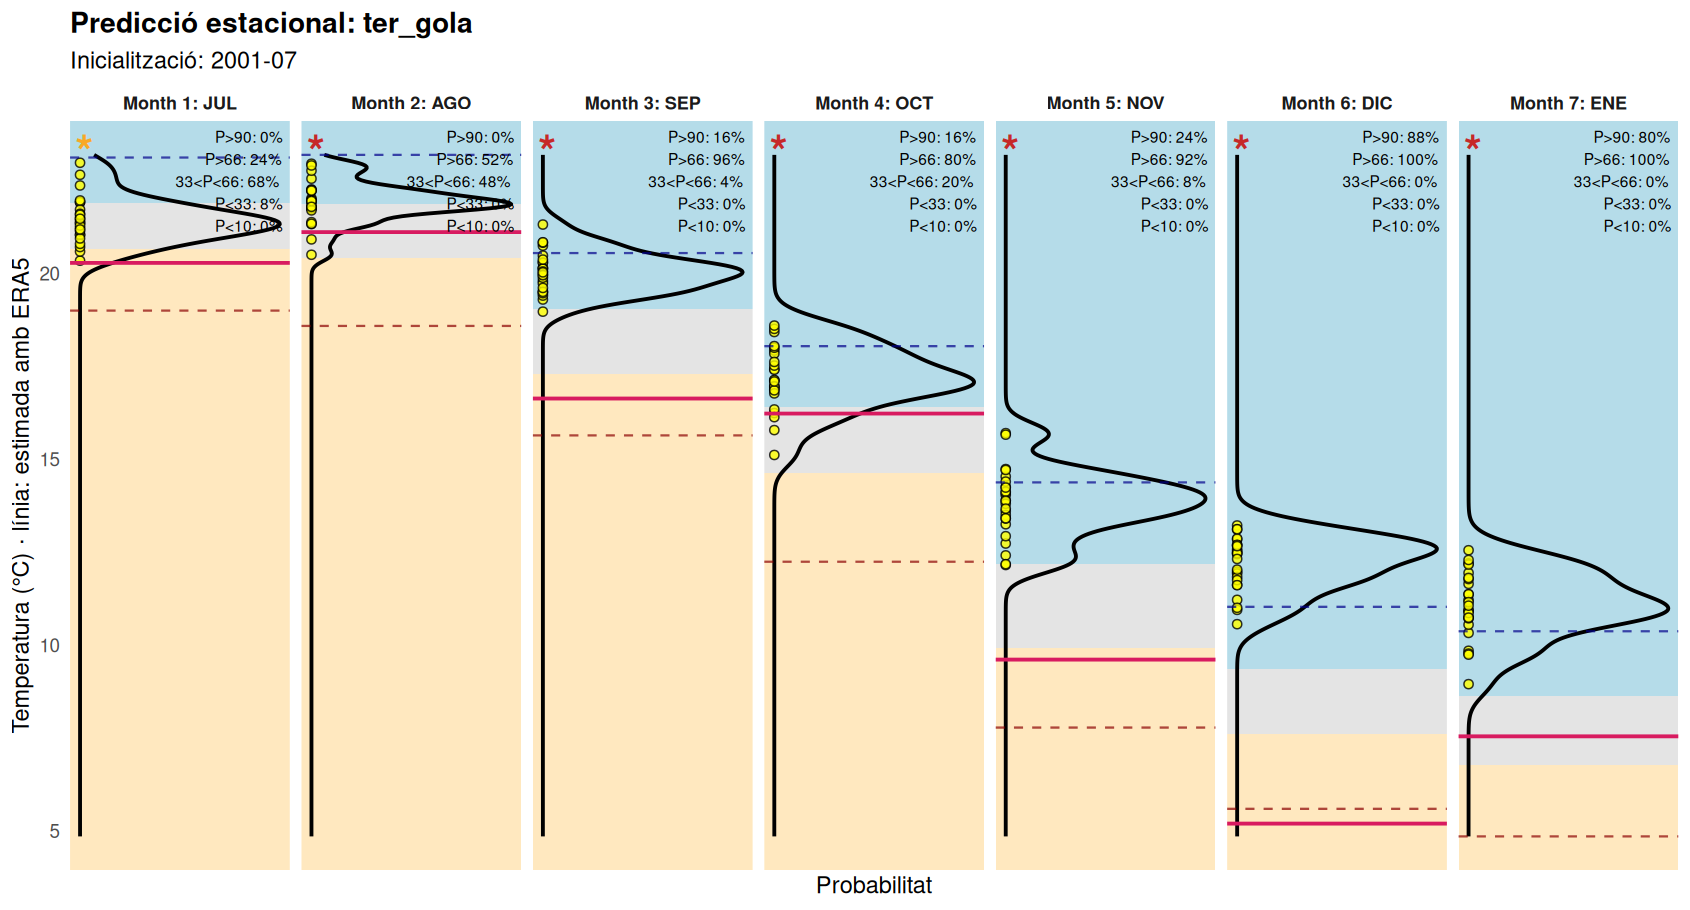 Predicció estacional: ter_gola
Inicialització: 2001-07
Month 1: JUL
Month 2: AGO
Month 3: SEP
Month 4: OCT
Month 5: NOV
Month 6: DIC
Month 7: ENE
P>90: 0%
P>66: 24%
33<P<66: 68%
P<33: 8%
P<10: 0%
P>90: 0%
P>66: 52%
33<P<66: 48%
P<33: 0%
P<10: 0%
P>90: 16%
P>66: 96%
33<P<66: 4%
P<33: 0%
P<10: 0%
P>90: 16%
P>66: 80%
33<P<66: 20%
P<33: 0%
P<10: 0%
P>90: 24%
P>66: 92%
33<P<66: 8%
P<33: 0%
P<10: 0%
P>90: 88%
P>66: 100%
33<P<66: 0%
P<33: 0%
P<10: 0%
P>90: 80%
P>66: 100%
33<P<66: 0%
P<33: 0%
P<10: 0%
Temperatura (°C) · línia: estimada amb ERA5
20
15
10
5
Probabilitat